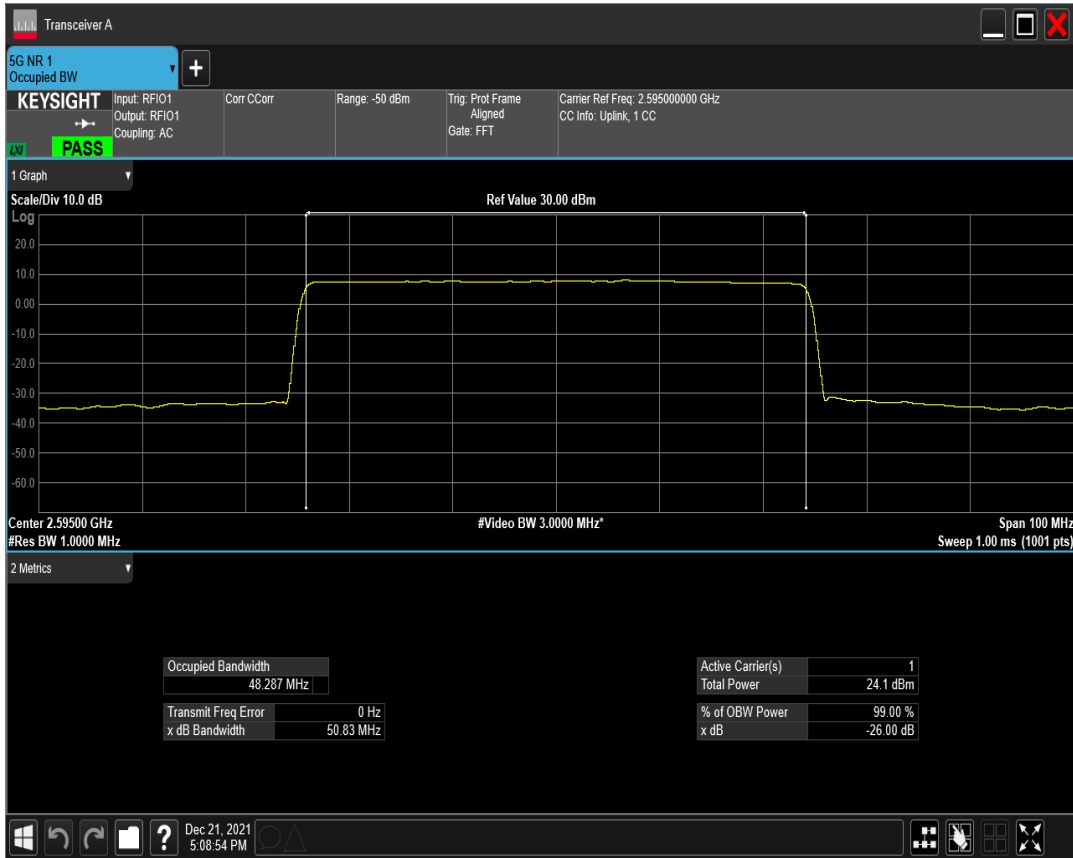 Transceiver A
5G NR 1
Occupied BW
KEYSIGHT
LXI
PASS
Input: RFIO1
Output: RFIO1
Coupling: AC
Corr CCorr
Range: -50 dBm
Trig: Prot Frame
Aligned
Gate: FFT
Carrier Ref Freq: 2.595000000 GHz
CC Info: Uplink, 1 CC
1 Graph
Scale/Div 10.0 dB
Ref Value 30.00 dBm
Log
20.0
10.0
0.00
-10.0
-20.0
-30.0
-40.0
-50.0
-60.0
Center 2.59500 GHz
#Video BW 3.0000 MHz*
Span 100 MHz
#Res BW 1.0000 MHz
Sweep 1.00 ms (1001 pts)
2 Metrics
Occupied Bandwidth
48.287 MHz
Transmit Freq Error 0 Hz
x dB Bandwidth 50.83 MHz
Active Carrier(s) 1
Total Power 24.1 dBm
% of OBW Power 99.00 %
x dB -26.00 dB
?
Dec 21, 2021
5:08:54 PM